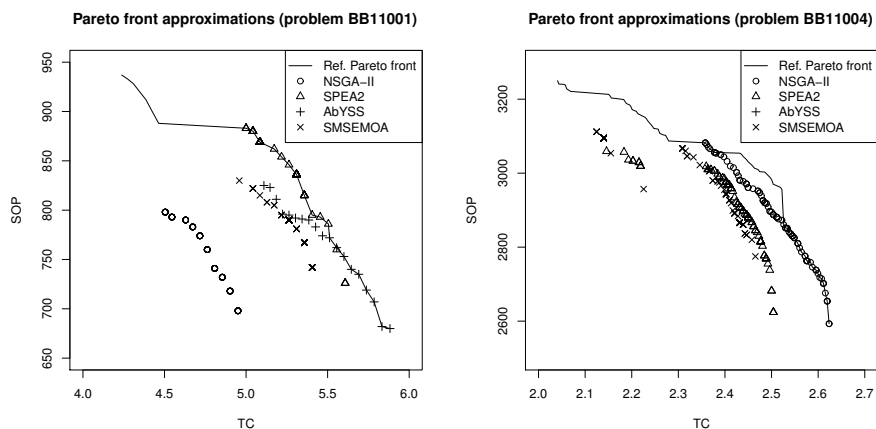 Pareto front approximations (problem BB11001)
SOP
950
900
850
800
750
700
650
4.0 4.5 5.0 5.5 6.0
TC
Ref. Pareto front
NSGA−II
SPEA2
AbYSS
SMSEMOA
Pareto front approximations (problem BB11004)
SOP
3200
3000
2800
2600
2.0 2.1 2.2 2.3 2.4 2.5 2.6 2.7
TC
Ref. Pareto front
NSGA−II
SPEA2
AbYSS
SMSEMOA